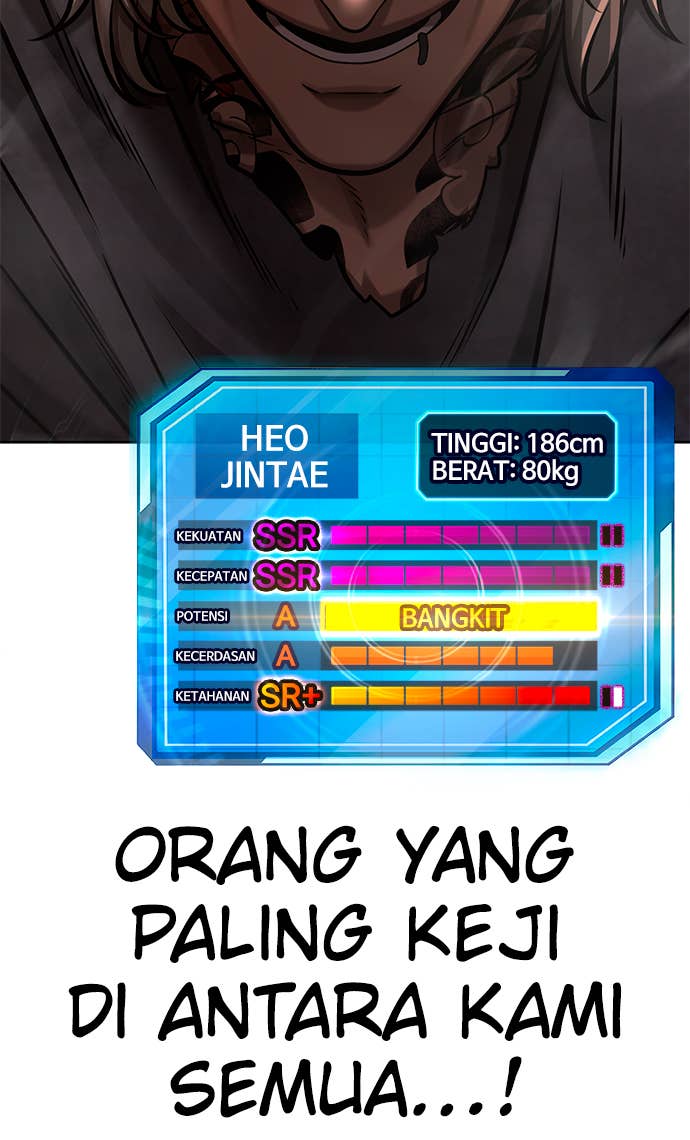 HEO
JINTAE
TINGGI: 186cm
BERAT: 80kg
KEKUATAN SSR
KECEPATAN SSR
POTENSI A BANGKIT
KECERDASAN A
KETAHANAN SR+
ORANG YANG
PALING KEJI
DI ANTARA KAMI
SEMUA...!